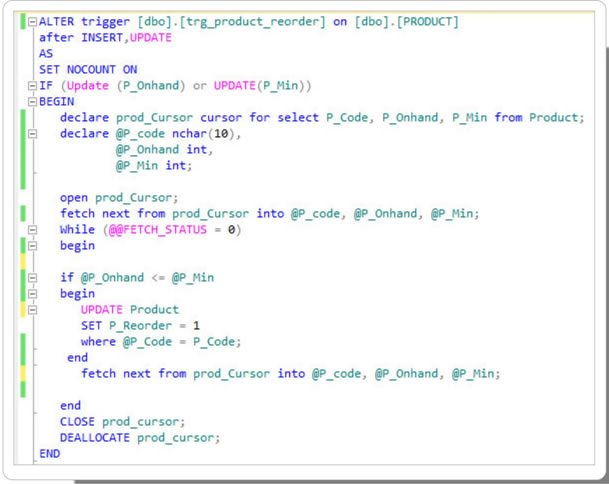 ALTER trigger [dbo].[trg_product_reorder] on [dbo].[PRODUCT]
after INSERT,UPDATE
AS
SET NOCOUNT ON
IF (Update (P_Onhand) or UPDATE(P_Min))
BEGIN
declare prod_Cursor cursor for select P_Code, P_Onhand, P_Min from Product;
declare @P_code nchar(10),
@P_Onhand int,
@P_Min int;
open prod_Cursor;
fetch next from prod_Cursor into @P_code, @P_Onhand, @P_Min;
While (@@FETCH_STATUS = 0)
begin
if @P_Onhand <= @P_Min
begin
UPDATE Product
SET P_Reorder = 1
where @P_Code = P_Code;
end
fetch next from prod_Cursor into @P_code, @P_Onhand, @P_Min;
end
CLOSE prod_cursor;
DEALLOCATE prod_cursor;
END